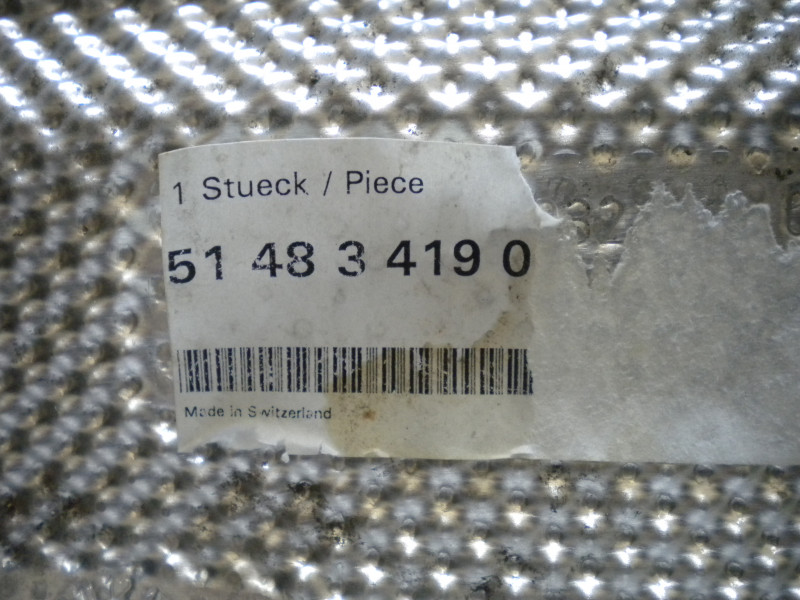 1 Stueck / Piece
51 48 3 419 0
Made in Switzerland